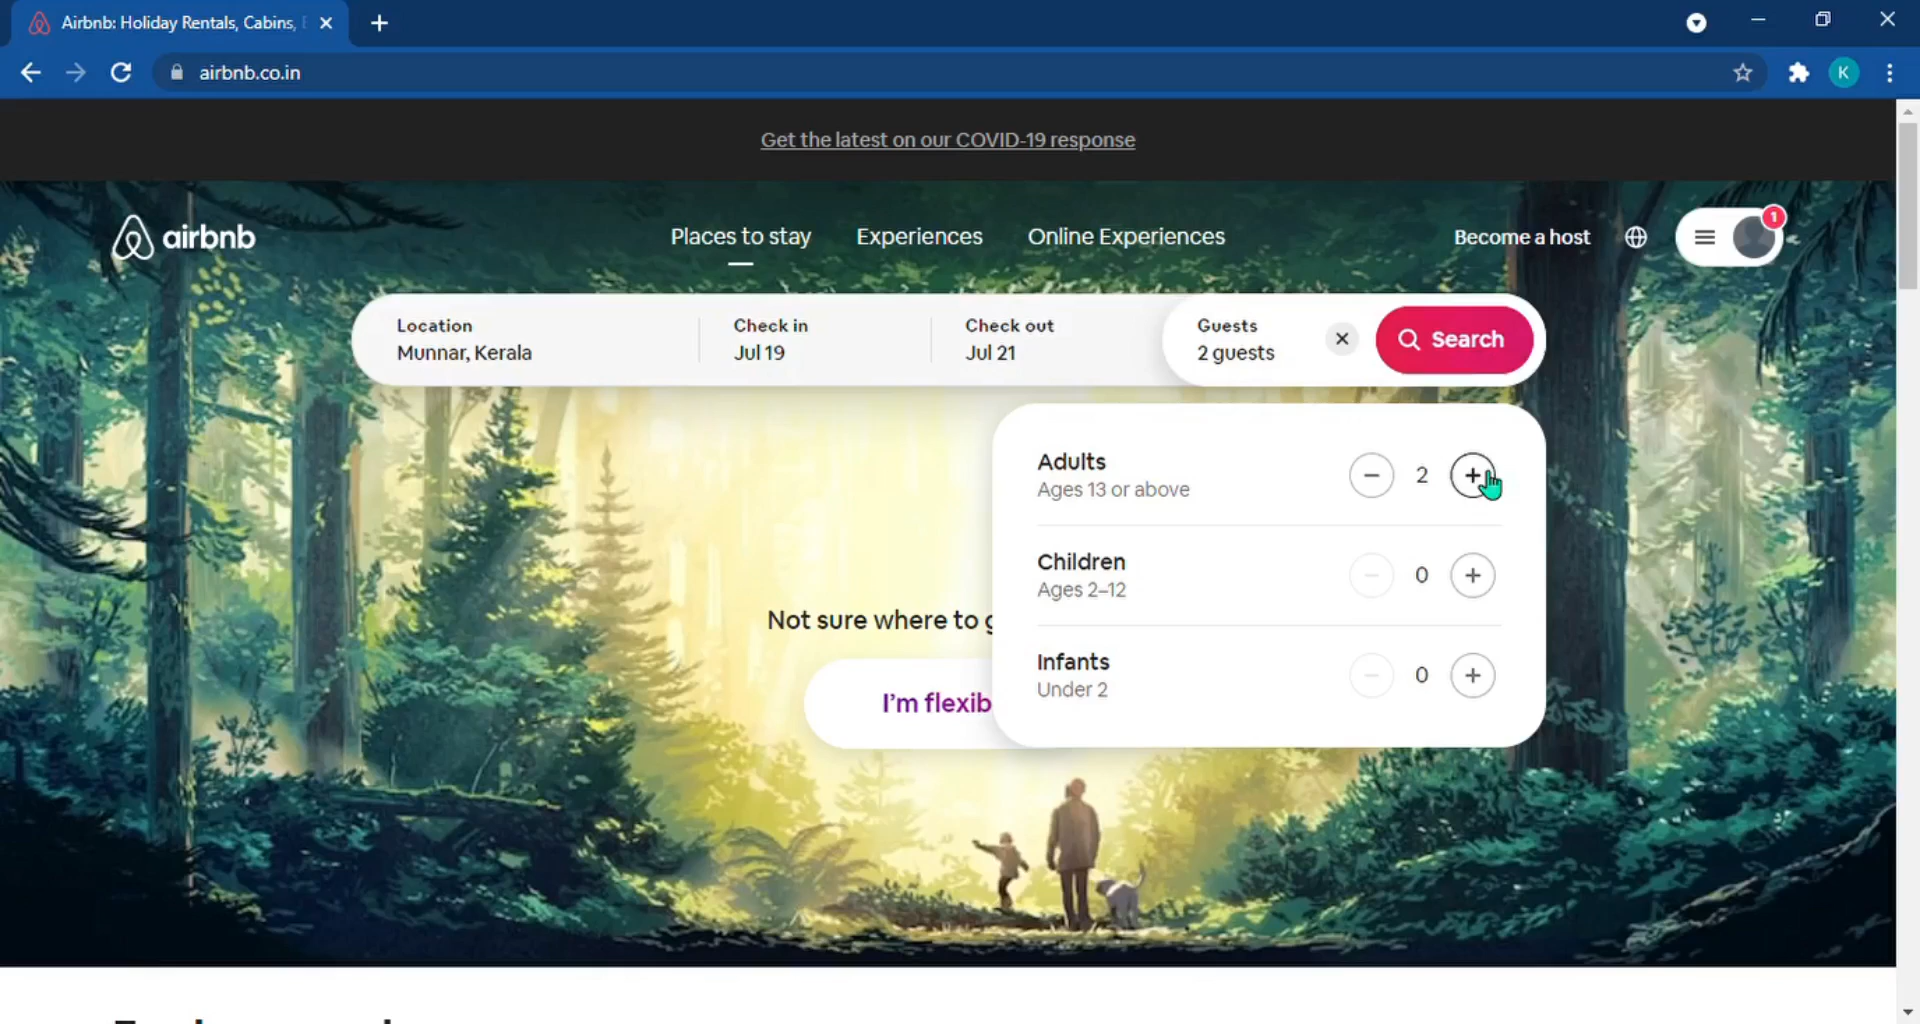 Airbnb: Holiday Rentals, Cabins,
airbnb.co.in
K
Get the latest on our COVID-19 response
airbnb
Places to stay
Experiences
Online Experiences
Become a host
1
Location
Munnar, Kerala
Check in
Jul 19
Check out
Jul 21
Guests
2 guests
Search
Adults
Ages 13 or above
2
Children
Ages 2–12
0
Infants
Under 2
0
Not sure where to g
I'm flexib